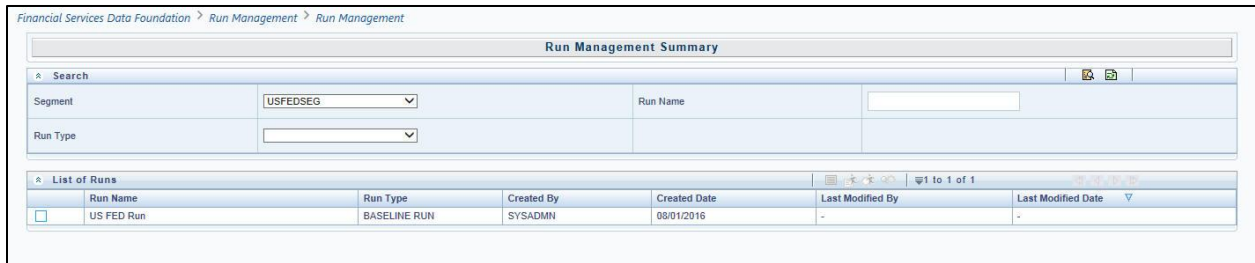 Financial Services Data Foundation > Run Management > Run Management
Run Management Summary
Search
Segment USFEDSEG Run Name
Run Type
List of Runs 1 to 1 of 1
Run Name Run Type Created By Created Date Last Modified By Last Modified Date
US FED Run BASELINE RUN SYSADMN 08/01/2016 - -